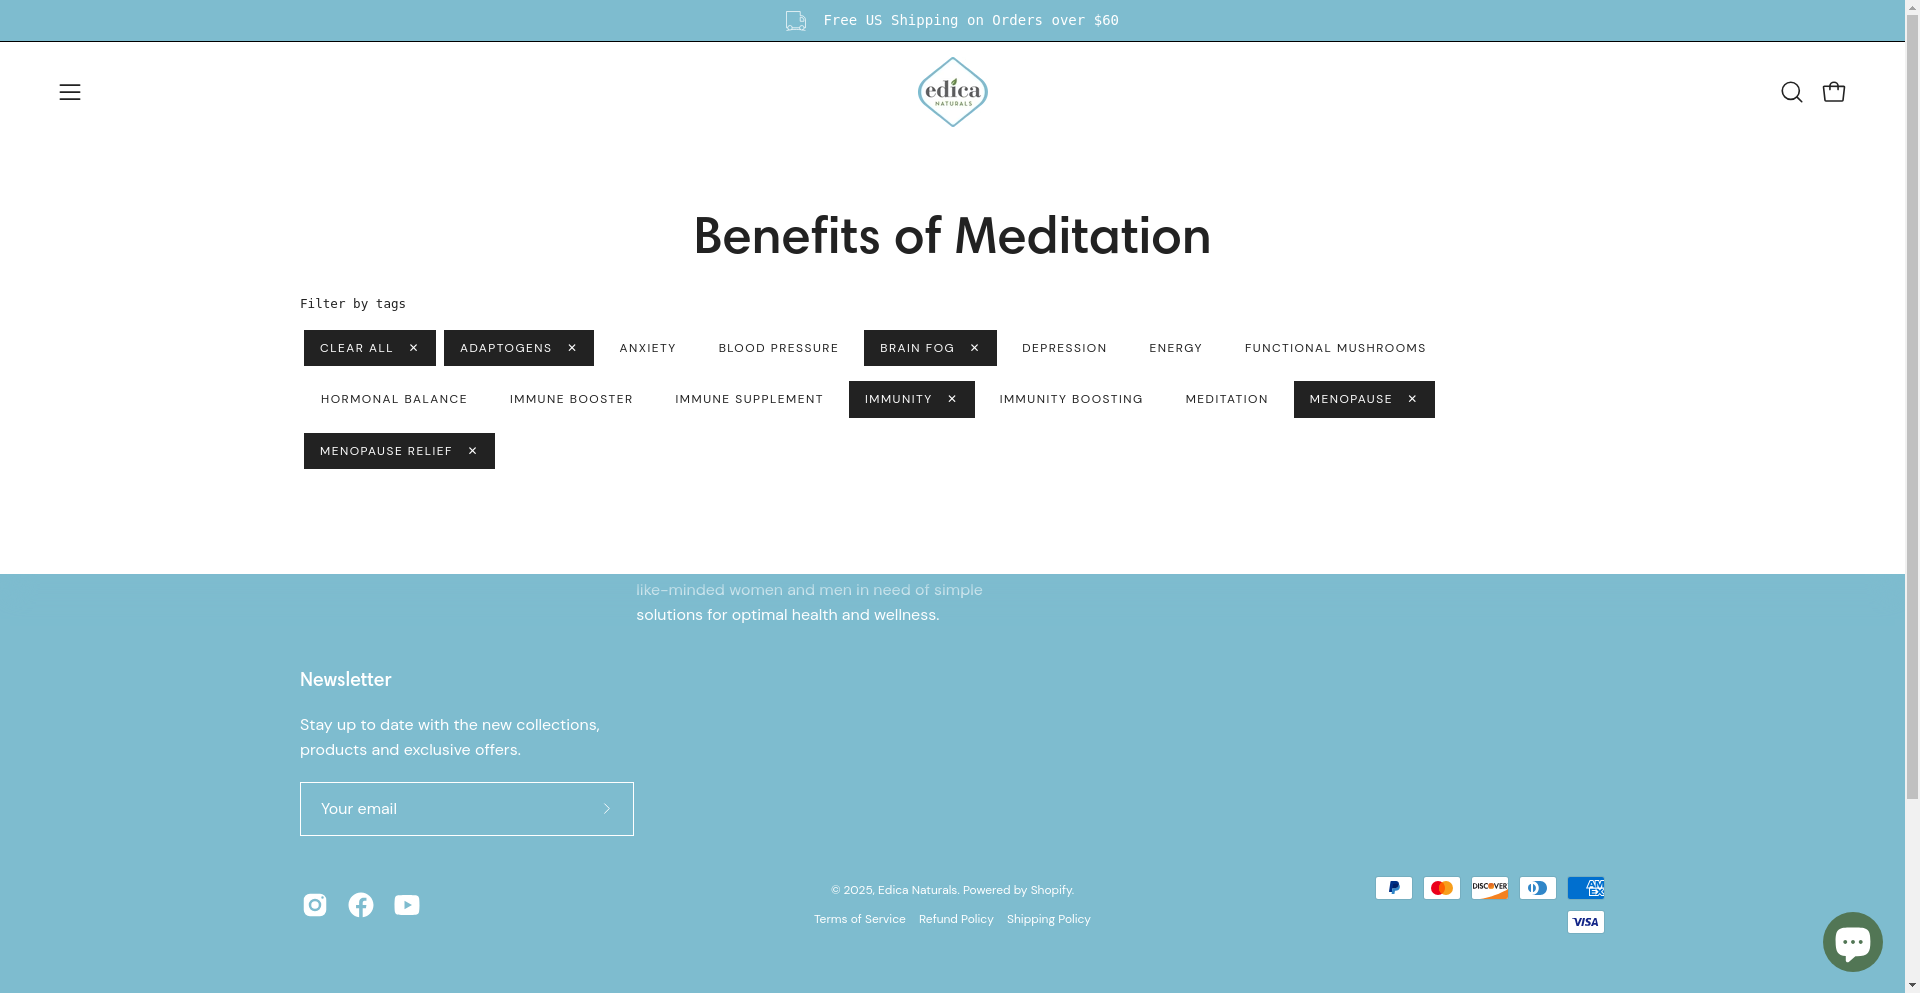 Free US Shipping on Orders over $60
edica
NATURALS
Benefits of Meditation
Filter by tags
CLEAR ALL ✕ ADAPTOGENS ✕ ANXIETY BLOOD PRESSURE BRAIN FOG ✕ DEPRESSION ENERGY FUNCTIONAL MUSHROOMS
HORMONAL BALANCE IMMUNE BOOSTER IMMUNE SUPPLEMENT IMMUNITY ✕ IMMUNITY BOOSTING MEDITATION MENOPAUSE ✕
MENOPAUSE RELIEF ✕
like-minded women and men in need of simple
solutions for optimal health and wellness.
Newsletter
Stay up to date with the new collections,
products and exclusive offers.
Your email
© 2025, Edica Naturals. Powered by Shopify.
Terms of Service Refund Policy Shipping Policy
DISCOVER
AM
EX
VISA